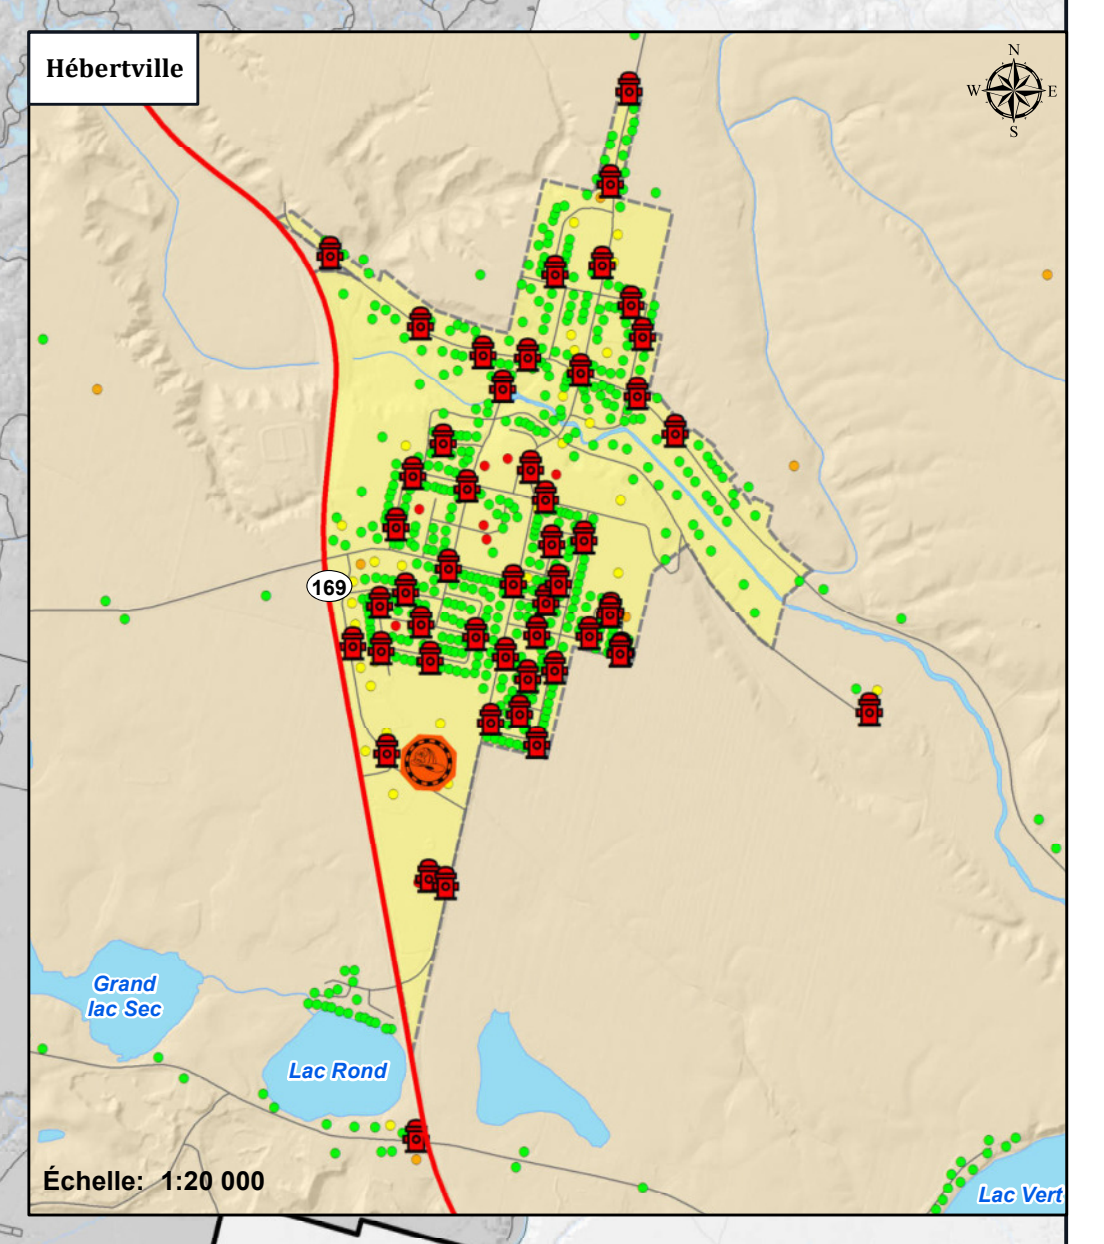 Hébertville
N
W E
S
169
Grand
lac Sec
Lac Rond
Échelle: 1:20 000
Lac Vert